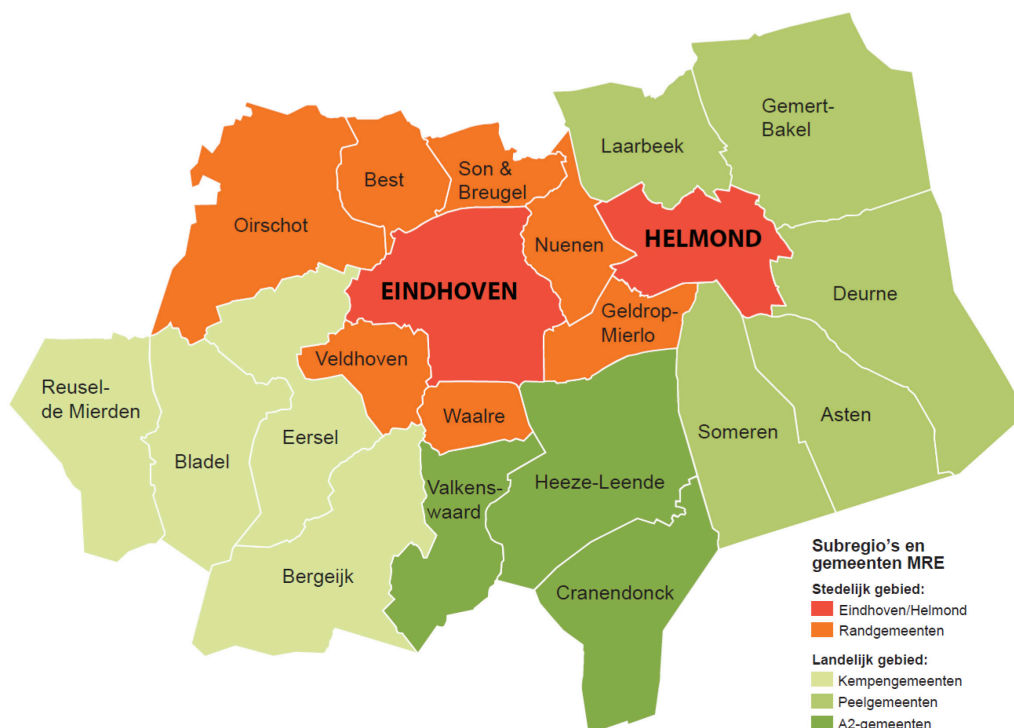 Gemert-
Bakel
Laarbeek
Son &
Breugel
Best
Oirschot
Nuenen
HELMOND
EINDHOVEN
Deurne
Geldrop-
Mierlo
Veldhoven
Reusel-
de Mierden
Waalre
Asten
Someren
Eersel
Bladel
Valkens-
waard
Heeze-Leende
Bergeijk
Cranendonck
Subregio's en
gemeenten MRE
Stedelijk gebied:
Eindhoven/Helmond
Randgemeenten
Landelijk gebied:
Kempengemeenten
Peelgemeenten
A2-gemeenten